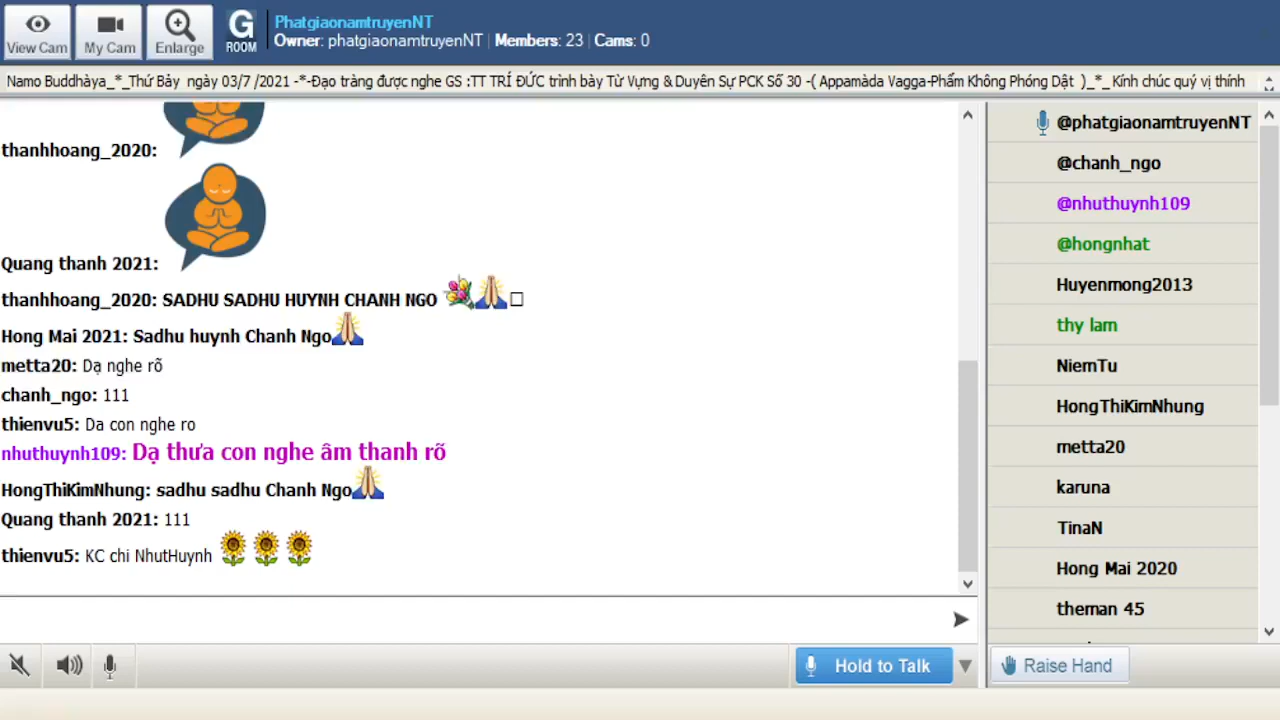 View Cam
My Cam
Enlarge
G
ROOM
PhatgiaonamtruyenNT
Owner: phatgiaonamtruyenNT | Members: 23 | Cams: 0
Namo Buddhàya_*_Thứ Bảy ngày 03/7 /2021 -*-Đạo tràng được nghe GS :TT TRÍ ĐỨC trình bày Từ Vựng & Duyên Sự PCK Số 30 -( Appamàda Vagga-Phẩm Không Phóng Dật )_*_ Kính chúc quý vị thính
thanhhoang_2020:
Quang thanh 2021:
thanhhoang_2020: SADHU SADHU HUYNH CHANH NGO
Hong Mai 2021: Sadhu huynh Chanh Ngo
metta20: Dạ nghe rõ
chanh_ngo: 111
thienvu5: Da con nghe ro
nhuthuynh109: Dạ thưa con nghe âm thanh rõ
HongThiKimNhung: sadhu sadhu Chanh Ngo
Quang thanh 2021: 111
thienvu5: KC chi NhutHuynh
@phatgiaonamtruyenNT
@chanh_ngo
@nhuthuynh109
@hongnhat
Huyenmong2013
thy lam
NiemTu
HongThiKimNhung
metta20
karuna
TinaN
Hong Mai 2020
theman 45
Hold to Talk
Raise Hand